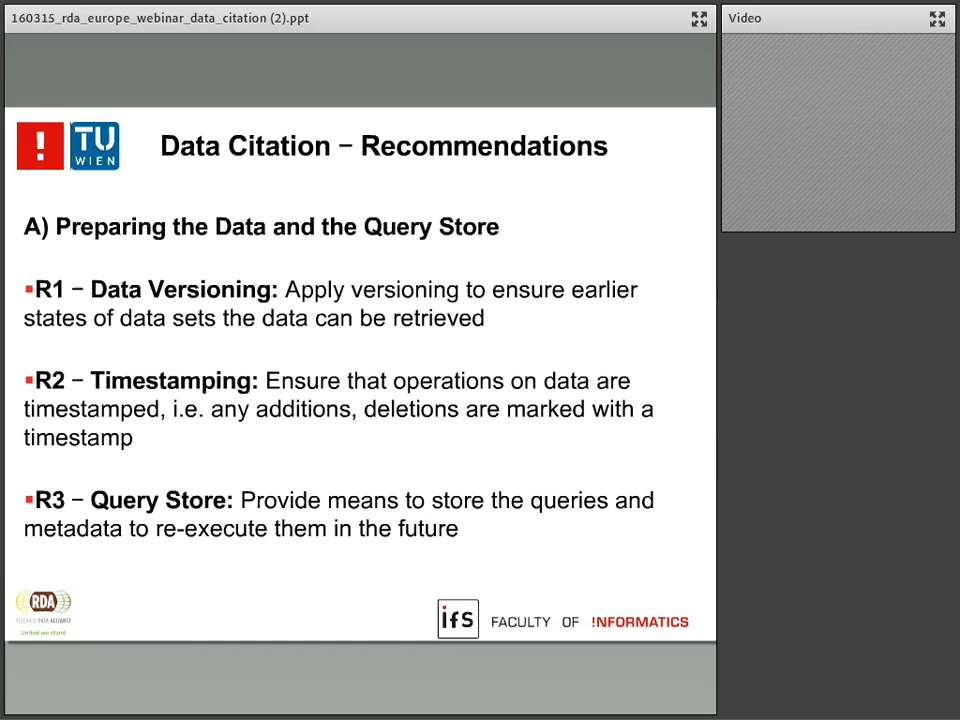 160315_rda_europe_webinar_data_citation (2).ppt
Video
! TU
WIEN
Data Citation – Recommendations
A) Preparing the Data and the Query Store
▪R1 – Data Versioning: Apply versioning to ensure earlier
states of data sets the data can be retrieved
▪R2 – Timestamping: Ensure that operations on data are
timestamped, i.e. any additions, deletions are marked with a
timestamp
▪R3 – Query Store: Provide means to store the queries and
metadata to re-execute them in the future
RDA
RESEARCH DATA ALLIANCE
ifs
FACULTY OF !NFORMATICS